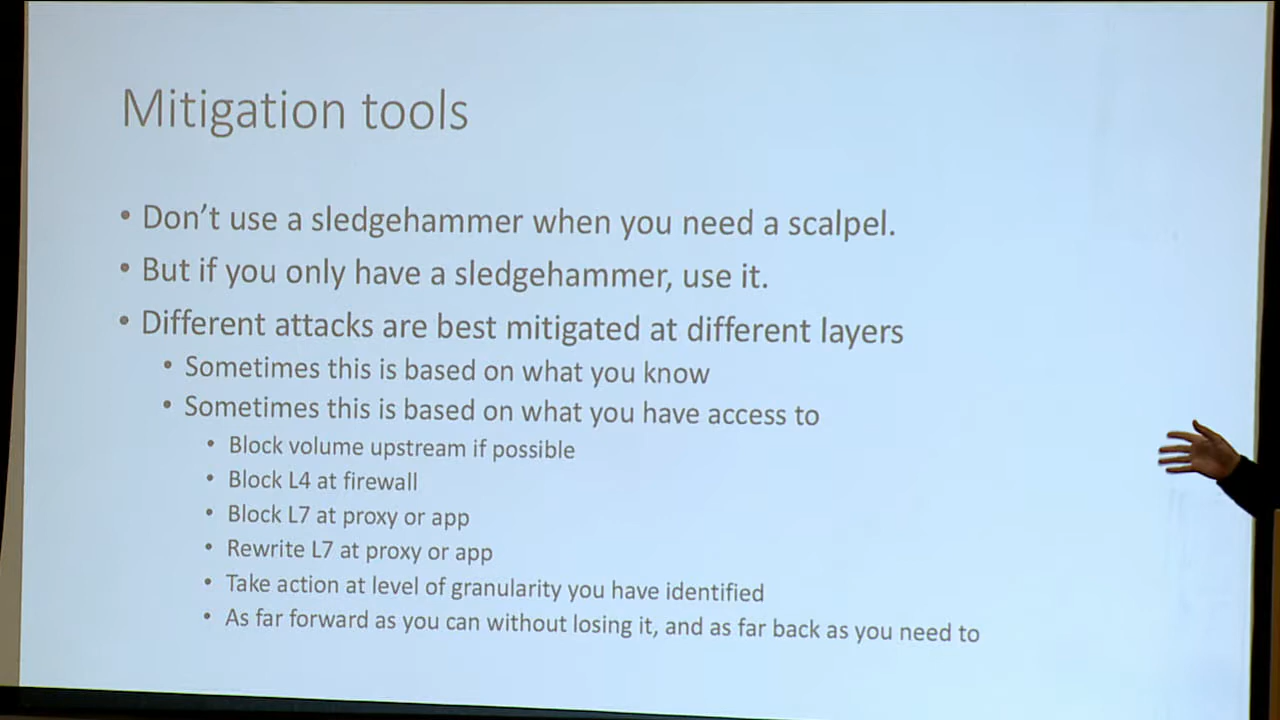 Mitigation tools
• Don’t use a sledgehammer when you need a scalpel.
• But if you only have a sledgehammer, use it.
• Different attacks are best mitigated at different layers
• Sometimes this is based on what you know
• Sometimes this is based on what you have access to
• Block volume upstream if possible
• Block L4 at firewall
• Block L7 at proxy or app
• Rewrite L7 at proxy or app
• Take action at level of granularity you have identified
• As far forward as you can without losing it, and as far back as you need to